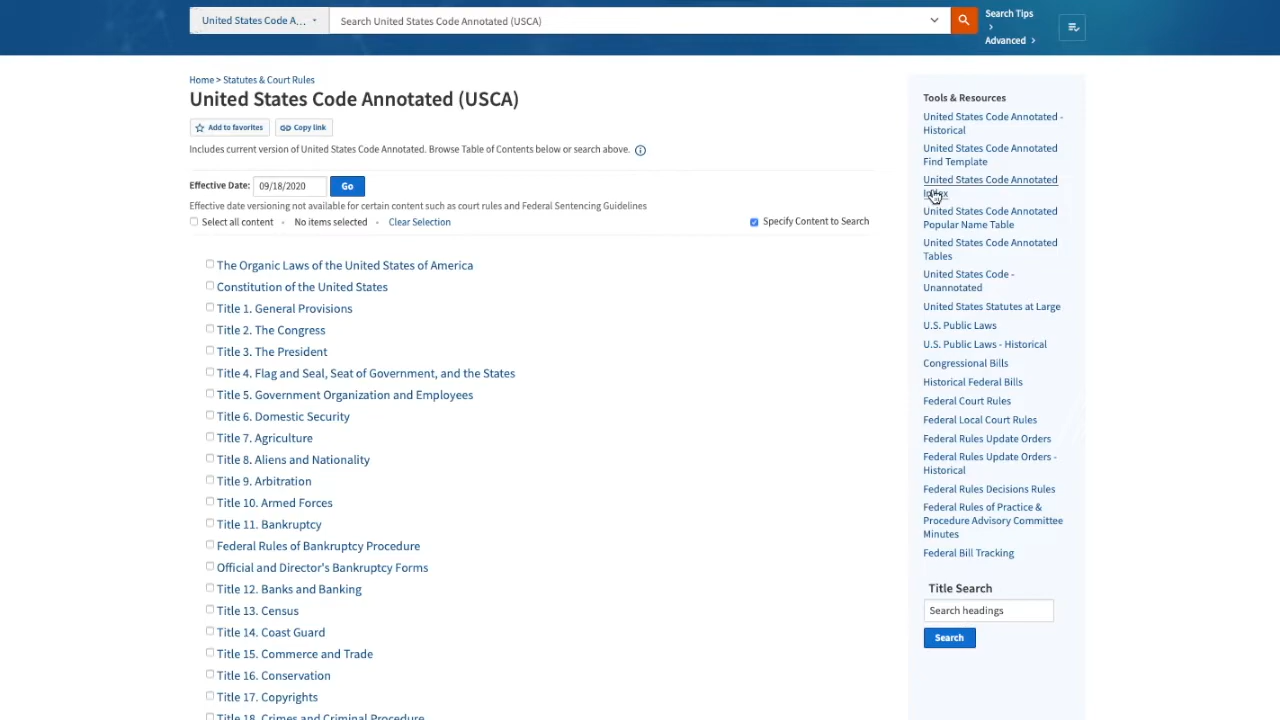 United States Code A...
Search United States Code Annotated (USCA)
Search Tips
>
Advanced >
Home > Statutes & Court Rules
United States Code Annotated (USCA)
Add to favorites
Copy link
Includes current version of United States Code Annotated. Browse Table of Contents below or search above.
Effective Date: 09/18/2020 Go
Effective date versioning not available for certain content such as court rules and Federal Sentencing Guidelines
Select all content • No items selected • Clear Selection
Specify Content to Search
The Organic Laws of the United States of America
Constitution of the United States
Title 1. General Provisions
Title 2. The Congress
Title 3. The President
Title 4. Flag and Seal, Seat of Government, and the States
Title 5. Government Organization and Employees
Title 6. Domestic Security
Title 7. Agriculture
Title 8. Aliens and Nationality
Title 9. Arbitration
Title 10. Armed Forces
Title 11. Bankruptcy
Federal Rules of Bankruptcy Procedure
Official and Director's Bankruptcy Forms
Title 12. Banks and Banking
Title 13. Census
Title 14. Coast Guard
Title 15. Commerce and Trade
Title 16. Conservation
Title 17. Copyrights
Title 18. Crimes and Criminal Procedure
Tools & Resources
United States Code Annotated -
Historical
United States Code Annotated
Find Template
United States Code Annotated
Index
United States Code Annotated
Popular Name Table
United States Code Annotated
Tables
United States Code -
Unannotated
United States Statutes at Large
U.S. Public Laws
U.S. Public Laws - Historical
Congressional Bills
Historical Federal Bills
Federal Court Rules
Federal Local Court Rules
Federal Rules Update Orders
Federal Rules Update Orders -
Historical
Federal Rules Decisions Rules
Federal Rules of Practice &
Procedure Advisory Committee
Minutes
Federal Bill Tracking
Title Search
Search headings
Search